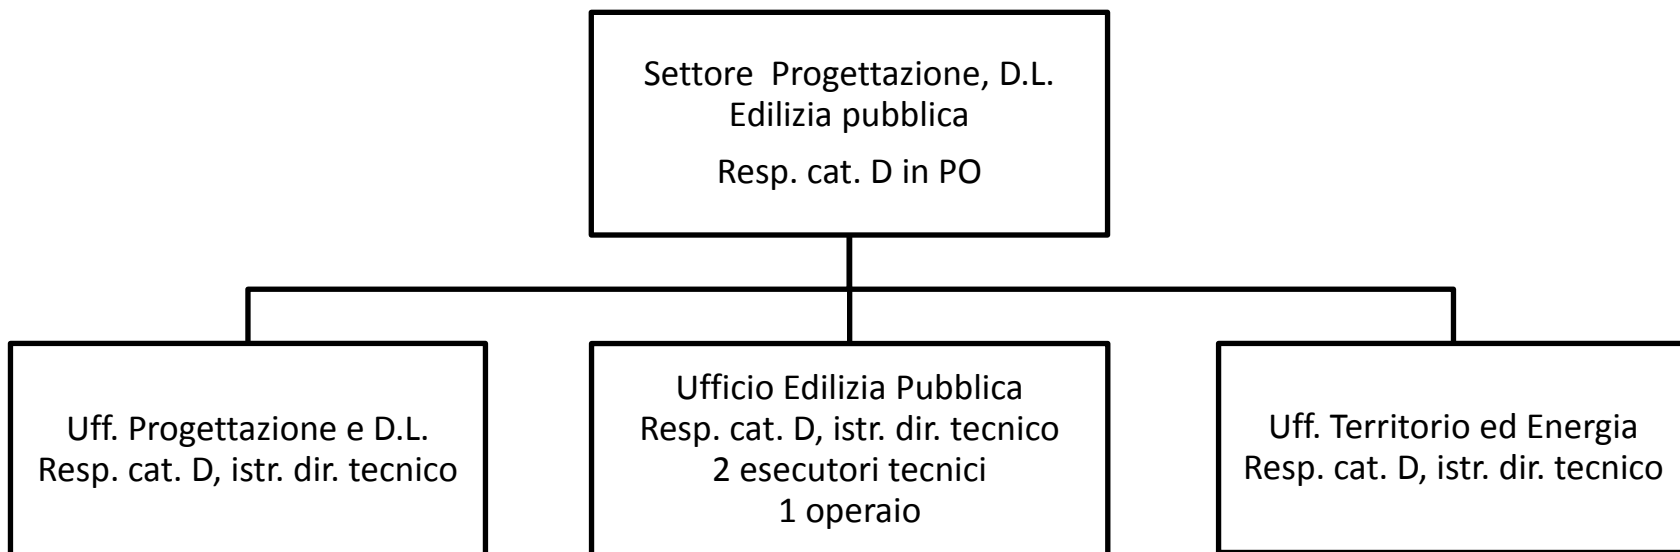 Settore  Progettazione, D.L.
Edilizia pubblica
Resp. cat. D in PO
Uff. Progettazione e D.L.
Resp. cat. D, istr. dir. tecnico
Ufficio Edilizia Pubblica
Resp. cat. D, istr. dir. tecnico
2 esecutori tecnici
1 operaio
Uff. Territorio ed Energia
Resp. cat. D, istr. dir. tecnico